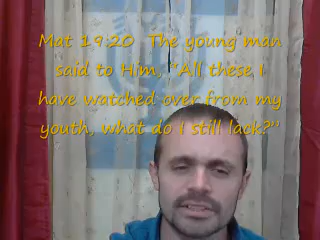 Mat 19:20 The young man
said to Him, "All these I
have watched over from my
youth, what do I still lack?"